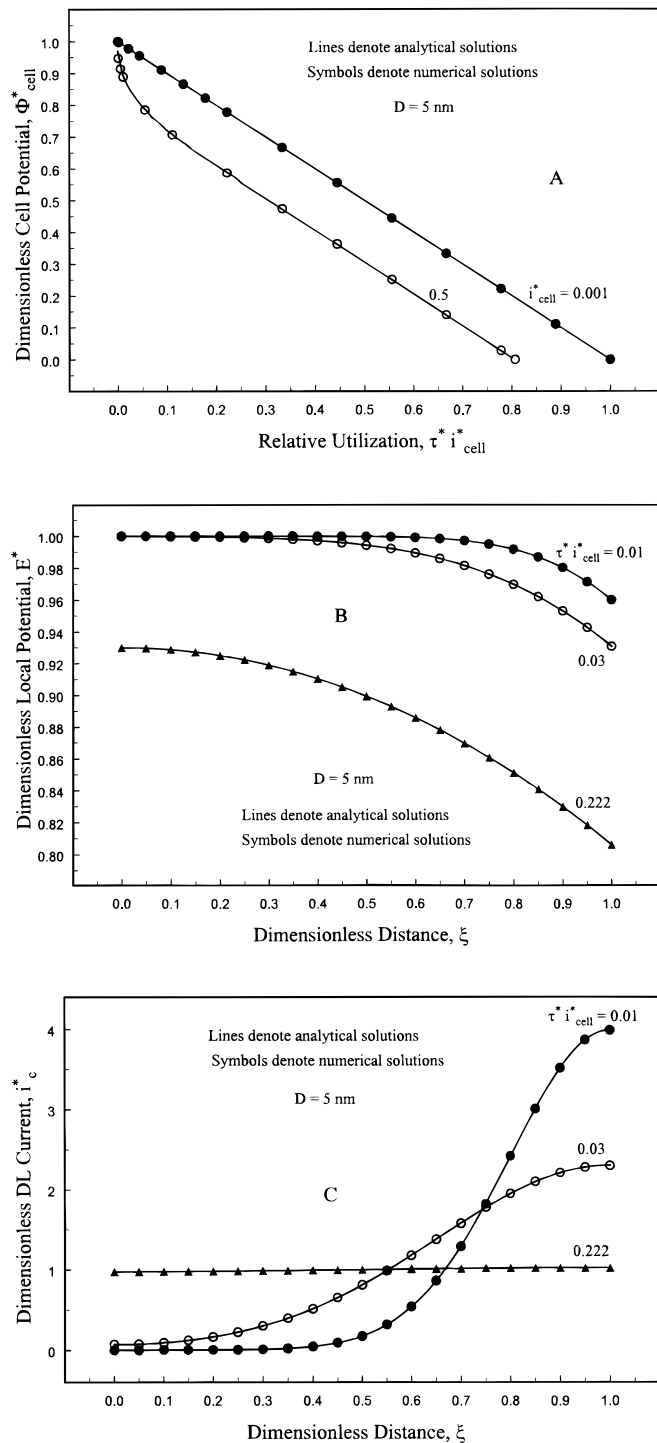 Dimensionless Cell Potential, Φ*cell
1.0
0.9
0.8
0.7
0.6
0.5
0.4
0.3
0.2
0.1
0.0
Lines denote analytical solutions
Symbols denote numerical solutions
D = 5 nm
A
0.5
i*cell = 0.001
0.0 0.1 0.2 0.3 0.4 0.5 0.6 0.7 0.8 0.9 1.0
Relative Utilization, τ* i*cell
Dimensionless Local Potential, E*
1.00
0.98
0.96
0.94
0.93
0.90
0.88
0.86
0.84
0.82
0.80
τ* i*cell = 0.01
0.03
B
0.222
D = 5 nm
Lines denote analytical solutions
Symbols denote numerical solutions
0.0 0.1 0.2 0.3 0.4 0.5 0.6 0.7 0.8 0.9 1.0
Dimensionless Distance, ξ
Dimensionless DL Current, i*c
4
3
2
1
0
τ* i*cell = 0.01
Lines denote analytical solutions
Symbols denote numerical solutions
D = 5 nm
0.03
C
0.222
0.0 0.1 0.2 0.3 0.4 0.5 0.6 0.7 0.8 0.9 1.0
Dimensionless Distance, ξ